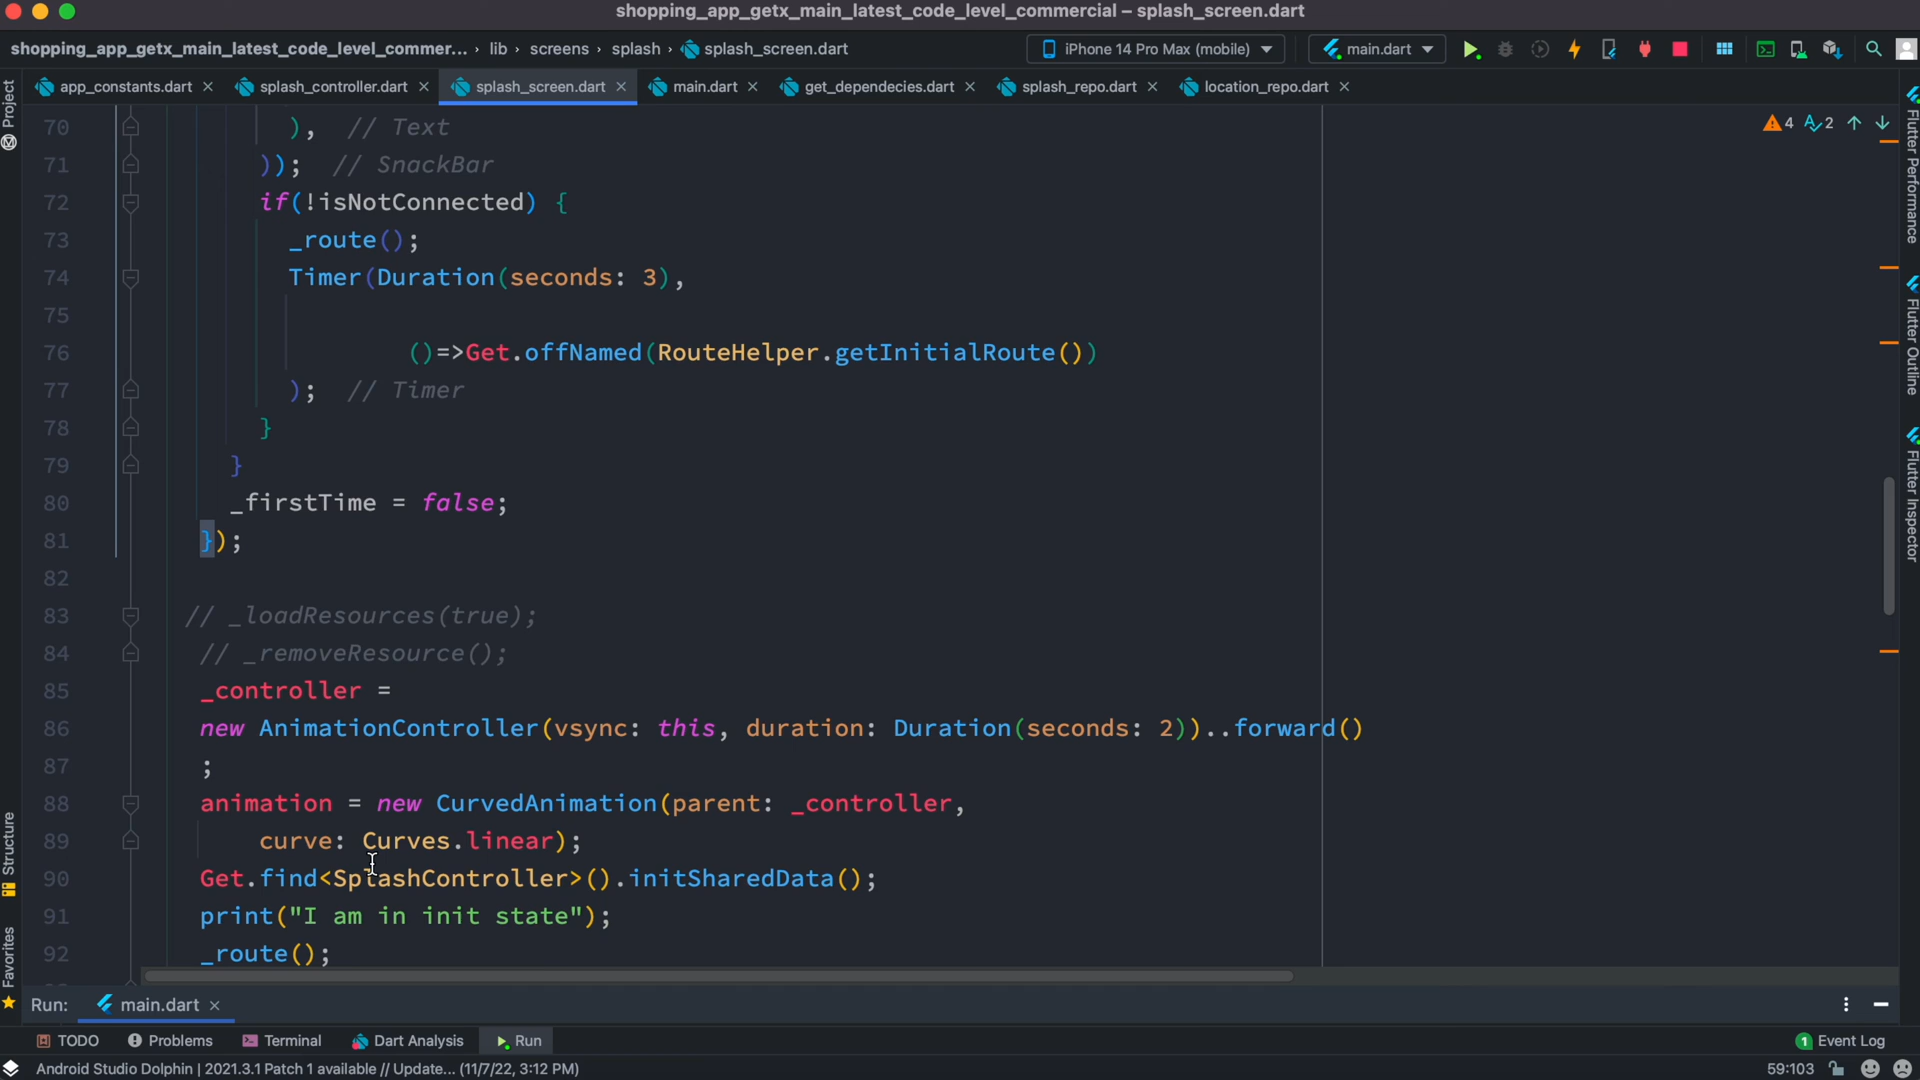 shopping_app_getx_main_latest_code_level_commercial – splash_screen.dart
shopping_app_getx_main_latest_code_level_commer... › lib › screens › splash › splash_screen.dart
iPhone 14 Pro Max (mobile)
main.dart
app_constants.dart
splash_controller.dart
splash_screen.dart
main.dart
get_dependecies.dart
splash_repo.dart
location_repo.dart
4 2
70 ), // Text
71 )); // SnackBar
72 if(!isNotConnected) {
73 _route();
74 Timer(Duration(seconds: 3),
75
76 ()=>Get.offNamed(RouteHelper.getInitialRoute())
77 ); // Timer
78 }
79 }
80 _firstTime = false;
81 });
82
83 // _loadResources(true);
84 // _removeResource();
85 _controller =
86 new AnimationController(vsync: this, duration: Duration(seconds: 2))..forward()
87 ;
88 animation = new CurvedAnimation(parent: _controller,
89 curve: Curves.linear);
90 Get.find<SplashController>().initSharedData();
91 print("I am in init state");
92 _route();
Project
Structure
Favorites
Flutter Performance
Flutter Outline
Flutter Inspector
Run: main.dart
TODO
Problems
Terminal
Dart Analysis
Run
1 Event Log
Android Studio Dolphin | 2021.3.1 Patch 1 available // Update... (11/7/22, 3:12 PM)
59:103